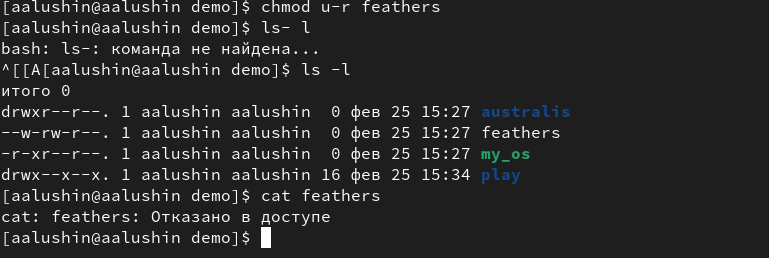 [aalushin@aalushin demo]$ chmod u-r feathers
[aalushin@aalushin demo]$ ls- l
bash: ls-: команда не найдена...
^[[A[aalushin@aalushin demo]$ ls -l
итого 0
drwxr--r--. 1 aalushin aalushin  0 фев 25 15:27 australis
--w-rw-r--. 1 aalushin aalushin  0 фев 25 15:27 feathers
-r-xr--r--. 1 aalushin aalushin  0 фев 25 15:27 my_os
drwx--x--x. 1 aalushin aalushin 16 фев 25 15:34 play
[aalushin@aalushin demo]$ cat feathers
cat: feathers: Отказано в доступе
[aalushin@aalushin demo]$